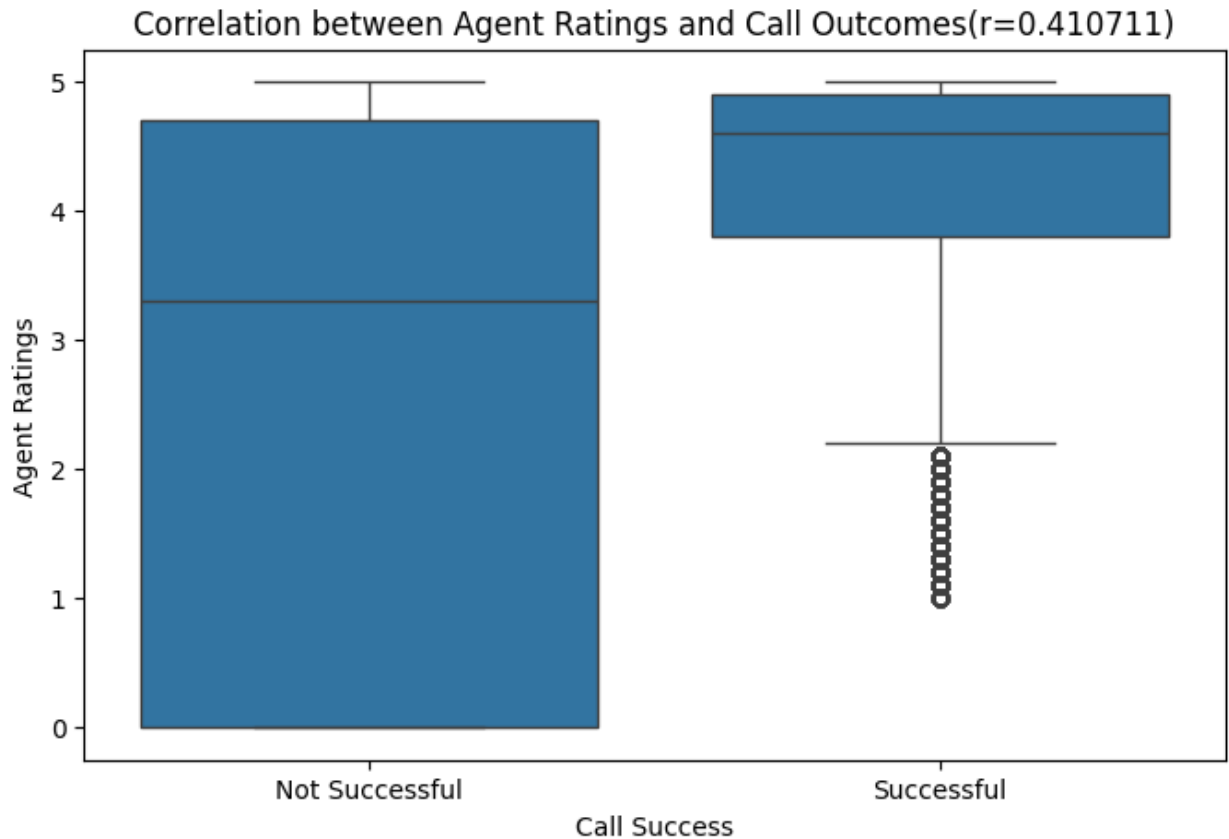 Correlation between Agent Ratings and Call Outcomes(r=0.410711)
5
4
3
2
1
0
Agent Ratings
Not Successful
Successful
Call Success